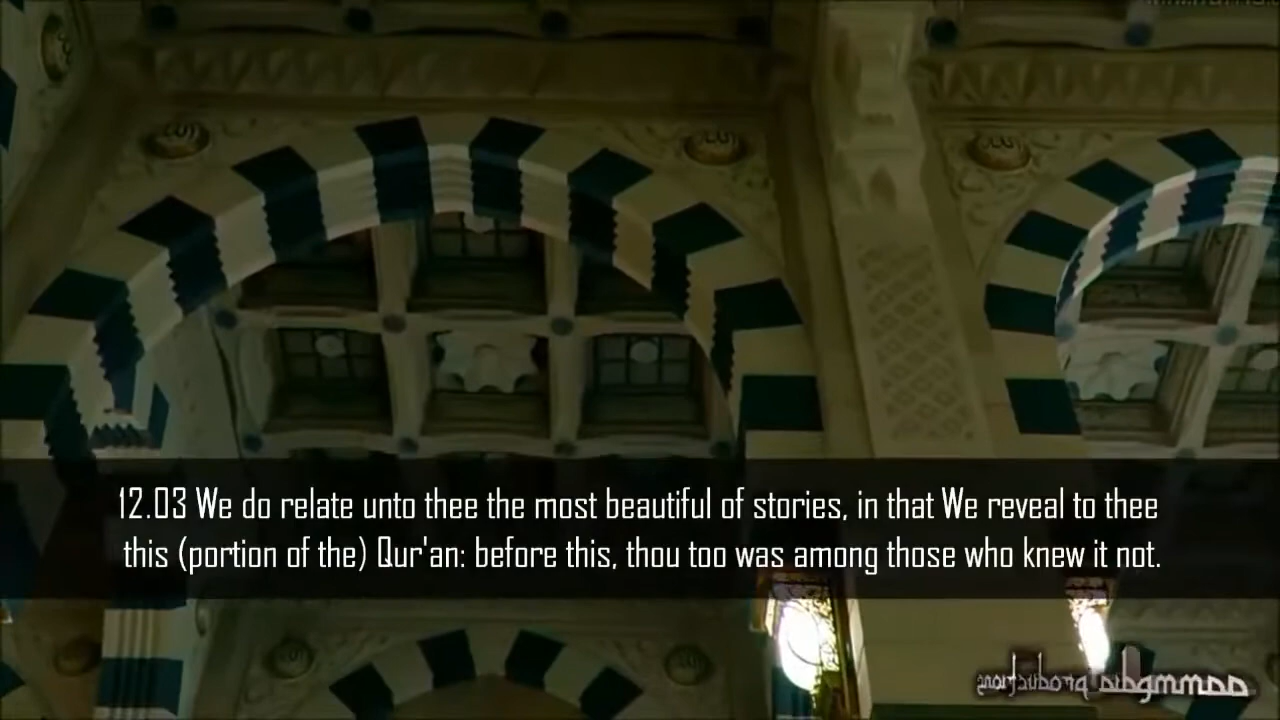 12.03 We do relate unto thee the most beautiful of stories, in that We reveal to thee
this (portion of the) Qur'an: before this, thou too was among those who knew it not.